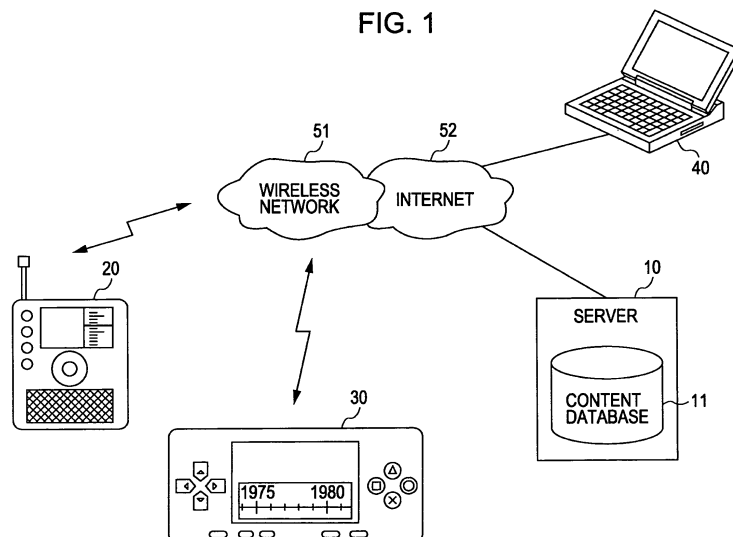 FIG. 1
51
52
WIRELESS
NETWORK
INTERNET
40
20
10
SERVER
CONTENT
DATABASE
11
30
1975
1980